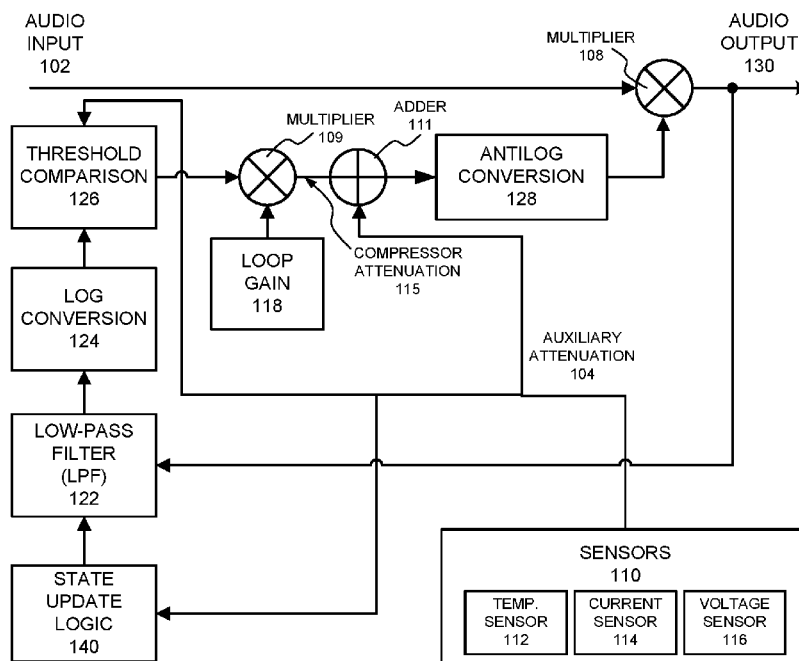 AUDIO
INPUT
102
MULTIPLIER
108
AUDIO
OUTPUT
130
THRESHOLD
COMPARISON
126
MULTIPLIER
109
ADDER
111
ANTILOG
CONVERSION
128
LOOP
GAIN
118
COMPRESSOR
ATTENUATION
115
LOG
CONVERSION
124
AUXILIARY
ATTENUATION
104
LOW-PASS
FILTER
(LPF)
122
STATE
UPDATE
LOGIC
140
SENSORS
110
TEMP.
SENSOR
112
CURRENT
SENSOR
114
VOLTAGE
SENSOR
116